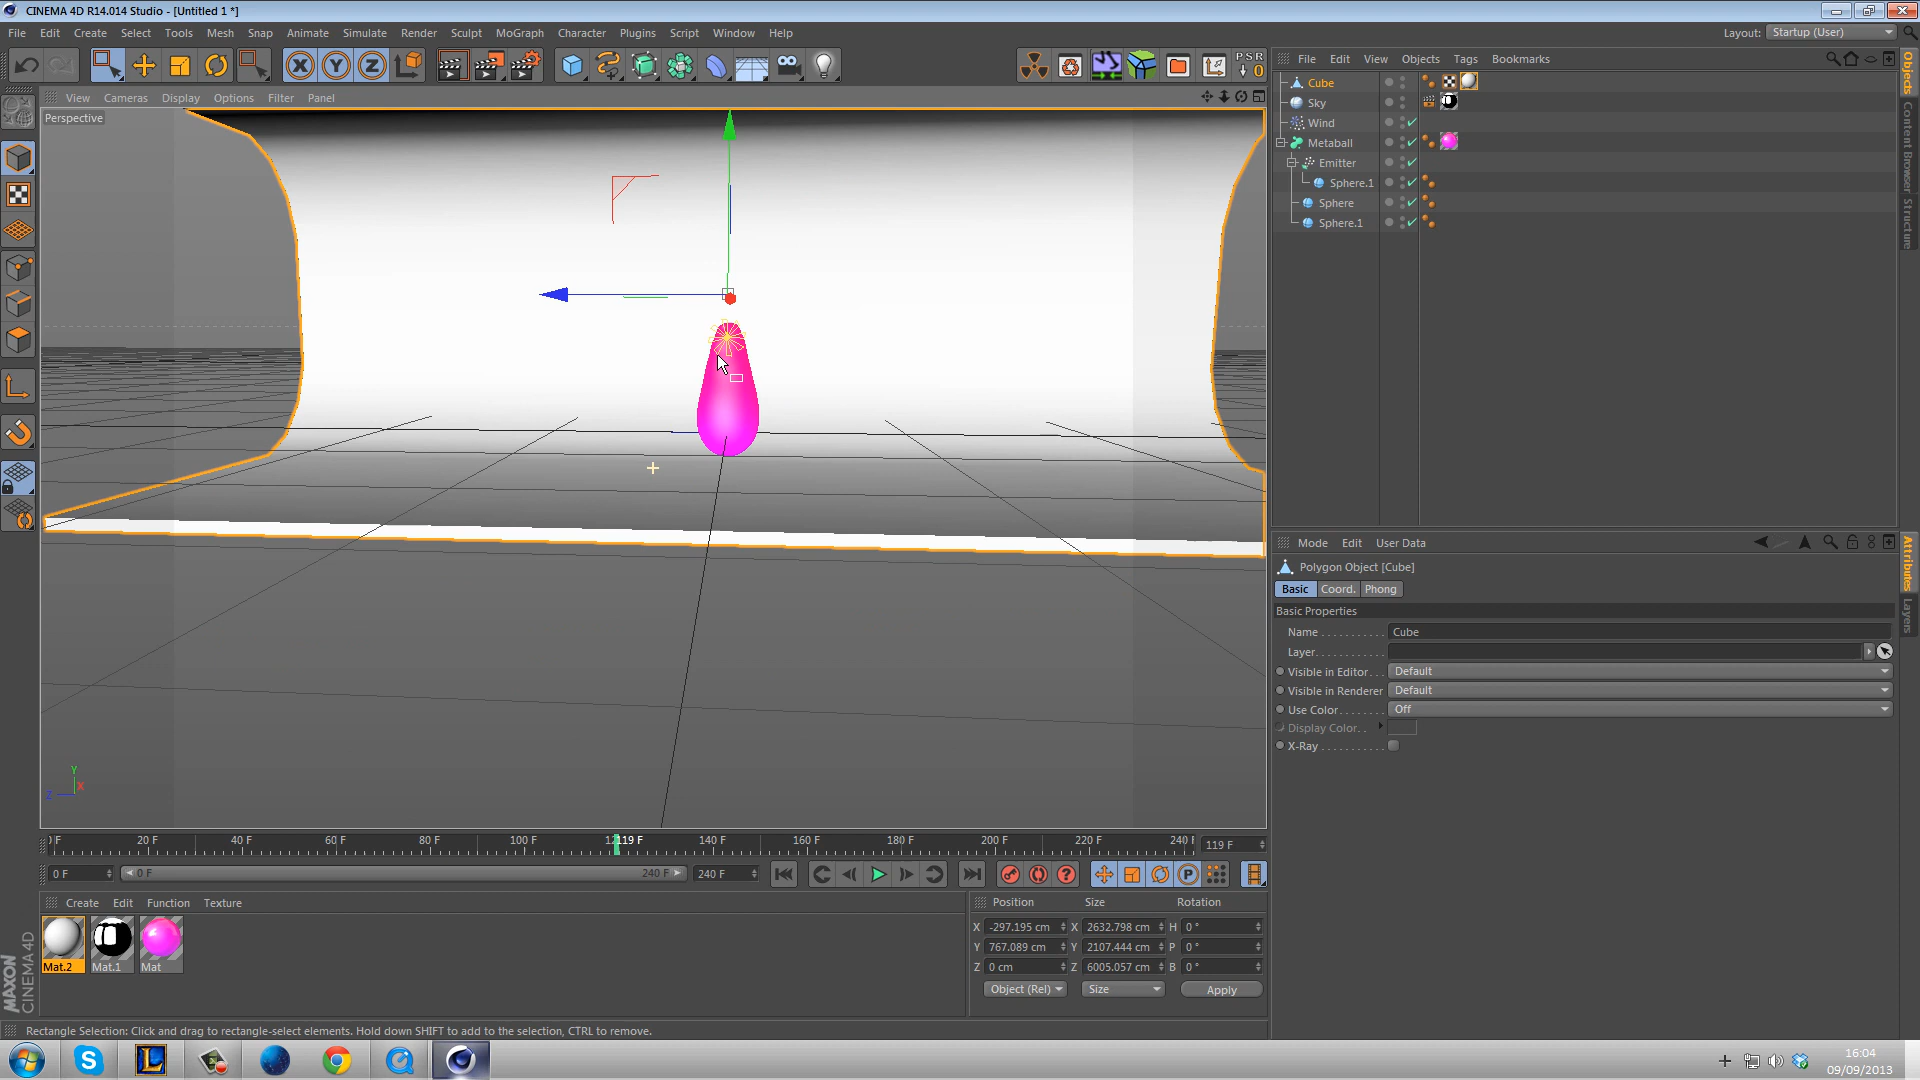 CINEMA 4D R14.014 Studio - [Untitled 1 *]
File Edit Create Select Tools Mesh Snap Animate Simulate Render Sculpt MoGraph Character Plugins Script Window Help
Layout: Startup (User)
X Y Z
PSR
0
View Cameras Display Options Filter Panel
Perspective
File Edit View Objects Tags Bookmarks
Cube
Sky
Wind
Metaball
Emitter
Sphere.1
Sphere
Sphere.1
Objects
Content Browser
Structure
Mode Edit User Data
Polygon Object [Cube]
Basic Coord. Phong
Basic Properties
Name Cube
Layer
Visible in Editor Default
Visible in Renderer Default
Use Color Off
Display Color
X-Ray
Attributes
Layers
Y
Z X
20 F 40 F 60 F 80 F 100 F 119 F 140 F 160 F 180 F 200 F 220 F 240 119 F
0 F 0 F 240 F 240 F
Create Edit Function Texture
Mat.2 Mat.1 Mat
Position Size Rotation
X -297.195 cm X 2632.798 cm H 0 °
Y 767.089 cm Y 2107.444 cm P 0 °
Z 0 cm Z 6005.057 cm B 0 °
Object (Rel) Size Apply
MAXON
CINEMA 4D
Rectangle Selection: Click and drag to rectangle-select elements. Hold down SHIFT to add to the selection, CTRL to remove.
16:04
09/09/2013